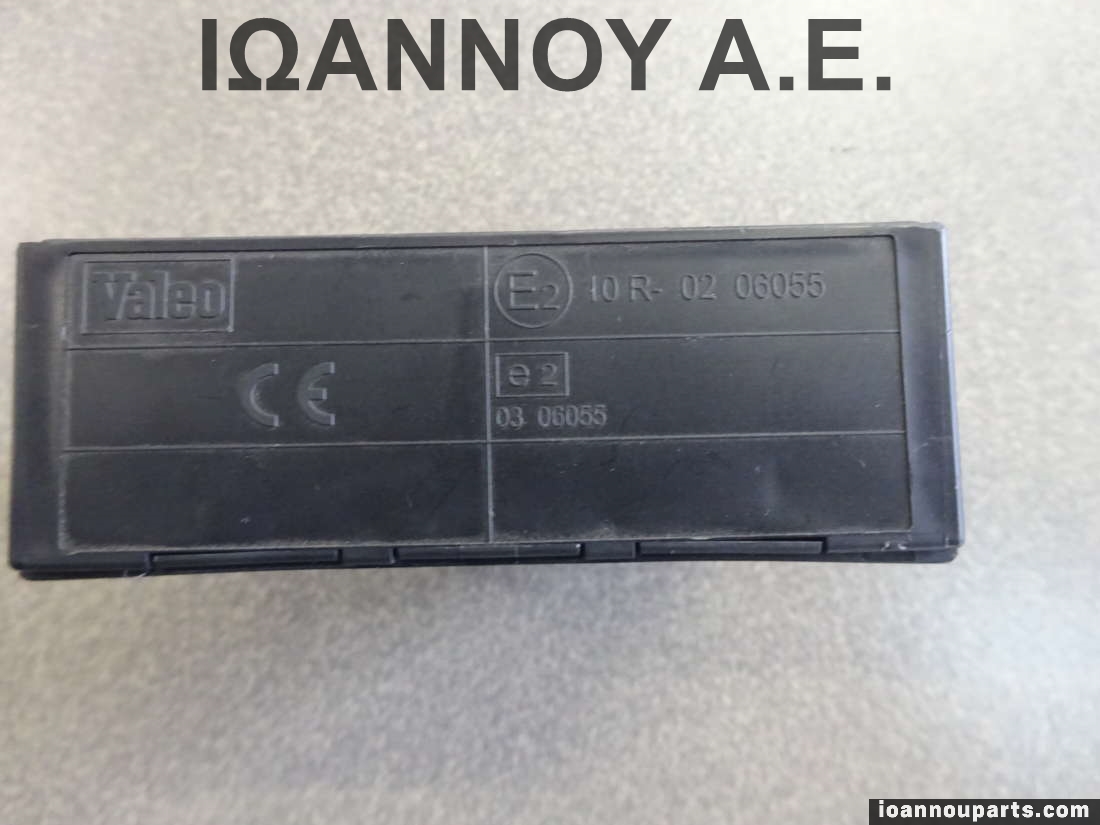 ΙΩΑΝΝΟΥ Α.Ε.
Valeo
E2 10 R- 02 06055
CE
e2
03 06055
ioannouparts.com